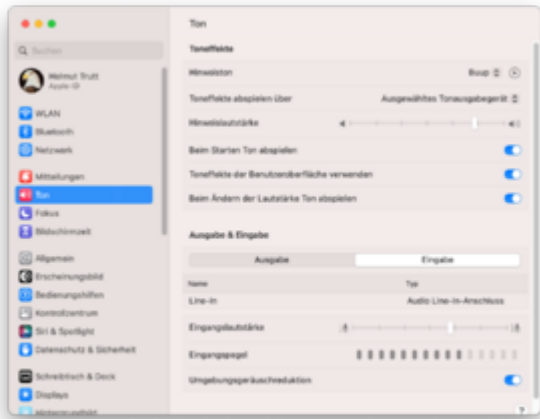 Ton
Suchen
Toneffekte
Helmut Trutt
Apple-ID
Hinweiston
Buup
WLAN
Toneffekte abspielen über
Ausgewähltes Tonausgabegerät
Bluetooth
Hinweislautstärke
Netzwerk
Beim Starten Ton abspielen
Mitteilungen
Toneffekte der Benutzeroberfläche verwenden
Ton
Beim Ändern der Lautstärke Ton abspielen
Fokus
Bildschirmzeit
Ausgabe & Eingabe
Allgemein
Ausgabe
Eingabe
Erscheinungsbild
Name
Typ
Bedienungshilfen
Line-In
Audio Line-In-Anschluss
Kontrollzentrum
Siri & Spotlight
Eingangslautstärke
Datenschutz & Sicherheit
Eingangspegel
Schreibtisch & Dock
Umgebungsgeräuschreduktion
Displays
Hintergrundbild
?